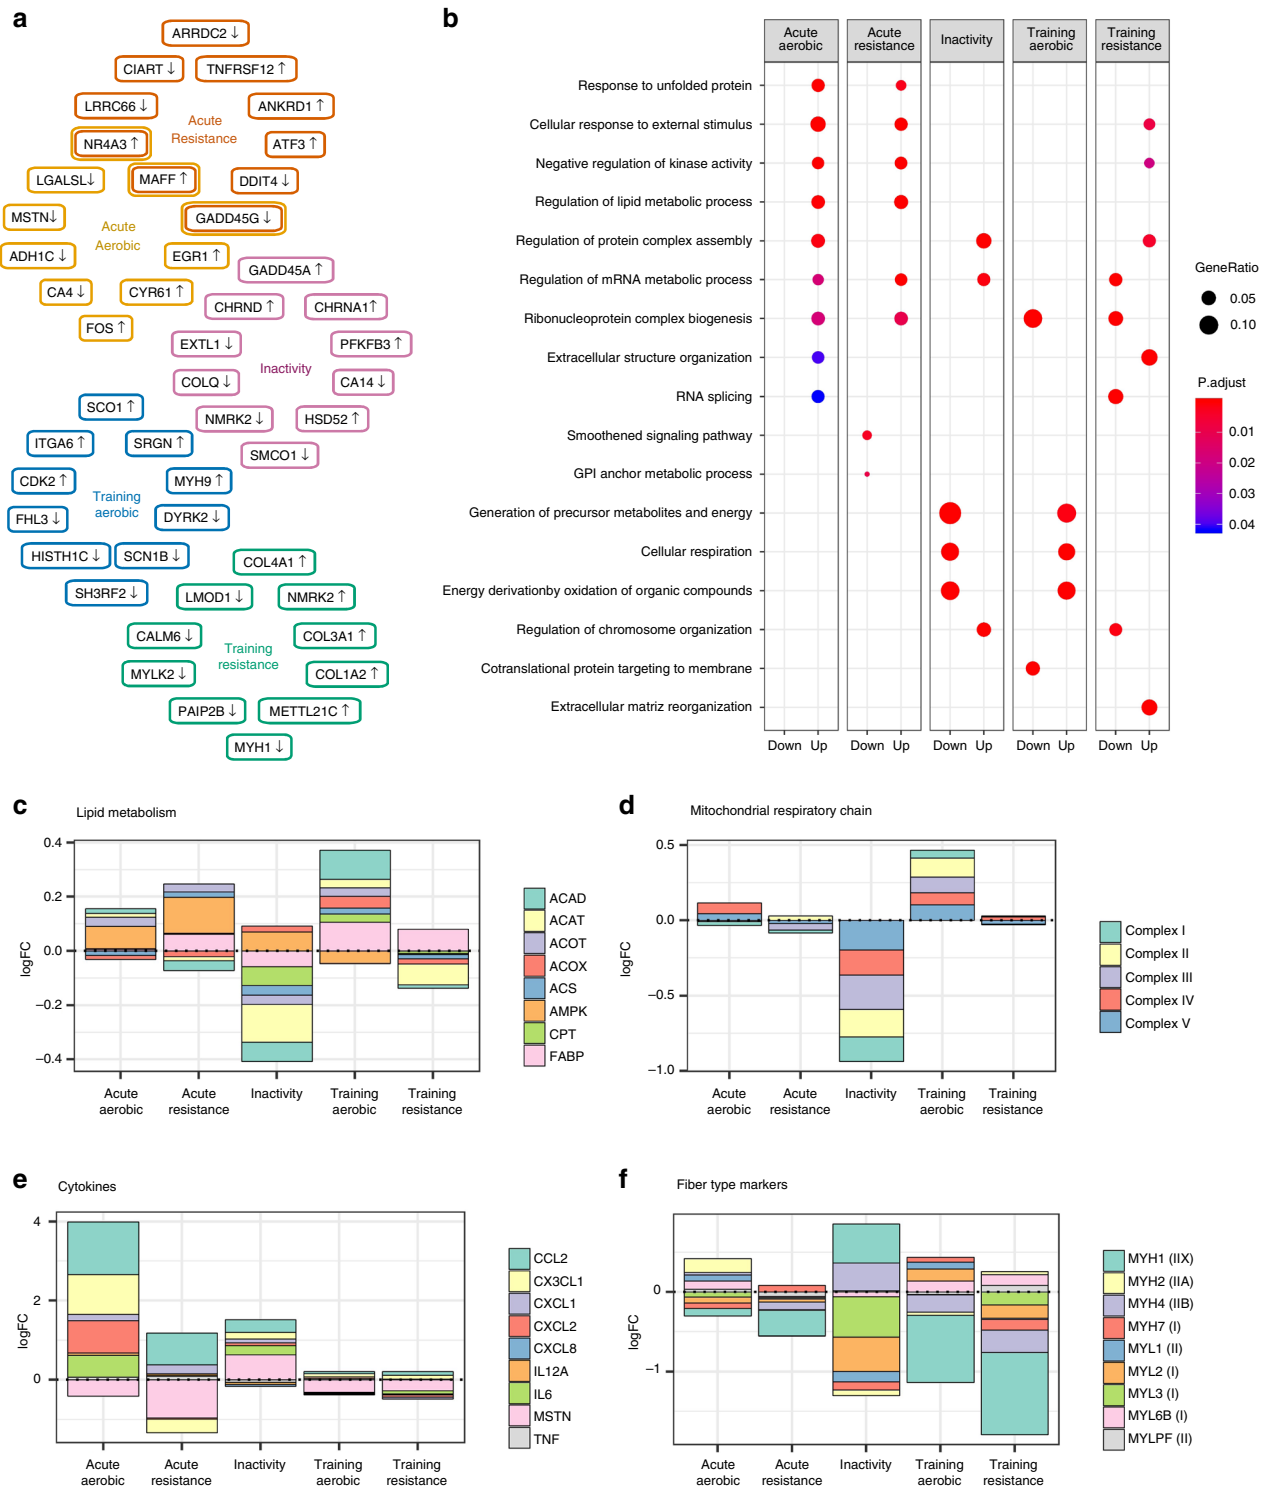 a
ARRDC2 ↓
CIART ↓
TNFRSF12 ↑
LRRC66 ↓
ANKRD1 ↑
Acute
Resistance
NR4A3 ↑
ATF3 ↑
LGALSL↓
MAFF ↑
DDIT4 ↓
MSTN↓
GADD45G ↓
Acute
Aerobic
ADH1C ↓
EGR1 ↑
GADD45A ↑
CA4 ↓
CYR61 ↑
CHRND ↑
CHRNA1↑
FOS ↑
EXTL1 ↓
PFKFB3 ↑
Inactivity
COLQ ↓
CA14 ↓
SCO1 ↑
NMRK2 ↓
HSD52 ↑
ITGA6 ↑
SRGN ↑
SMCO1 ↓
CDK2 ↑
MYH9 ↑
Training
aerobic
FHL3 ↓
DYRK2 ↓
HISTH1C ↓
SCN1B ↓
COL4A1 ↑
SH3RF2 ↓
LMOD1 ↓
NMRK2 ↑
CALM6 ↓
COL3A1 ↑
Training
resistance
MYLK2 ↓
COL1A2 ↑
PAIP2B ↓
METTL21C ↑
MYH1 ↓
b
Acute
aerobic
Acute
resistance
Inactivity
Training
aerobic
Training
resistance
Response to unfolded protein
Cellular response to external stimulus
Negative regulation of kinase activity
Regulation of lipid metabolic process
Regulation of protein complex assembly
Regulation of mRNA metabolic process
Ribonucleoprotein complex biogenesis
Extracellular structure organization
RNA splicing
Smoothened signaling pathway
GPI anchor metabolic process
Generation of precursor metabolites and energy
Cellular respiration
Energy derivationby oxidation of organic compounds
Regulation of chromosome organization
Cotranslational protein targeting to membrane
Extracellular matriz reorganization
Down Up Down Up Down Up Down Up Down Up
GeneRatio
0.05
0.10
P.adjust
0.01
0.02
0.03
0.04
c
Lipid metabolism
logFC
0.4
0.2
0.0
−0.2
−0.4
Acute
aerobic
Acute
resistance
Inactivity
Training
aerobic
Training
resistance
ACAD
ACAT
ACOT
ACOX
ACS
AMPK
CPT
FABP
d
Mitochondrial respiratory chain
logFC
0.5
0.0
−0.5
−1.0
Acute
aerobic
Acute
resistance
Inactivity
Training
aerobic
Training
resistance
Complex I
Complex II
Complex III
Complex IV
Complex V
e
Cytokines
logFC
4
2
0
Acute
aerobic
Acute
resistance
Inactivity
Training
aerobic
Training
resistance
CCL2
CX3CL1
CXCL1
CXCL2
CXCL8
IL12A
IL6
MSTN
TNF
f
Fiber type markers
logFC
0
−1
Acute
aerobic
Acute
resistance
Inactivity
Training
aerobic
Training
resistance
MYH1 (IIX)
MYH2 (IIA)
MYH4 (IIB)
MYH7 (I)
MYL1 (II)
MYL2 (I)
MYL3 (I)
MYL6B (I)
MYLPF (II)